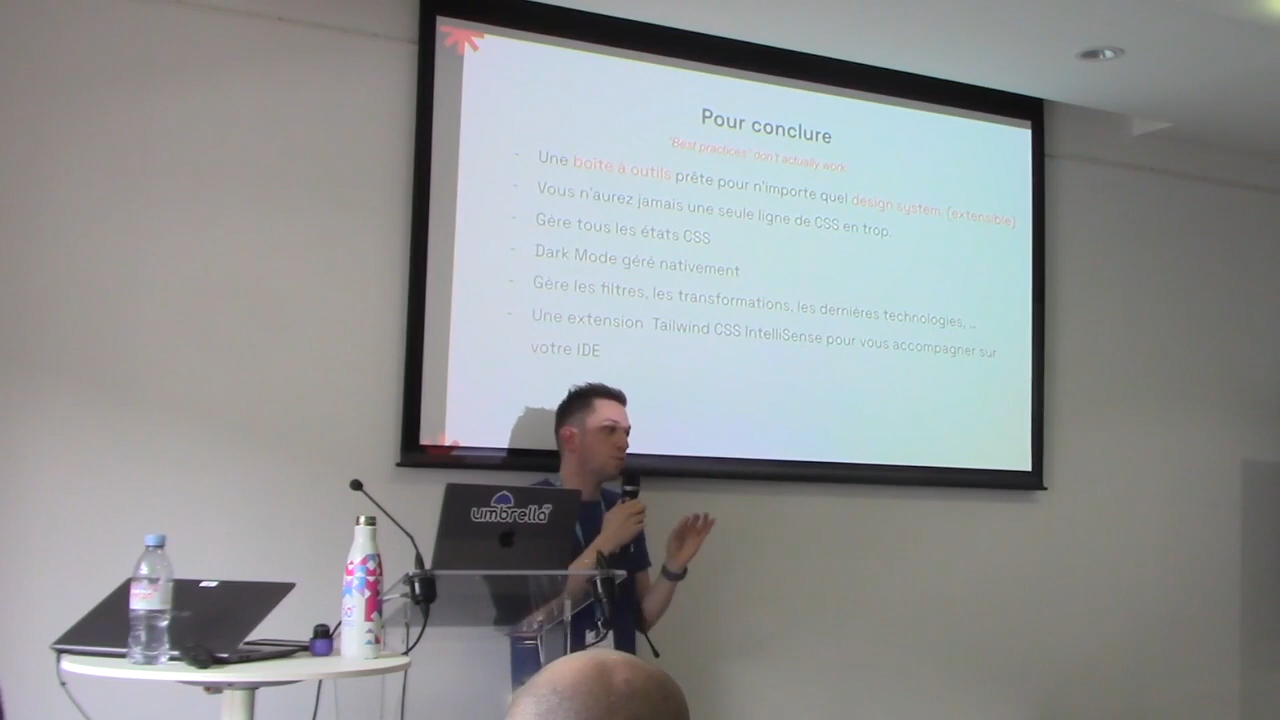 Pour conclure
"Best practices" don't actually work.
- Une boîte à outils prête pour n'importe quel design system (extensible)
- Vous n'aurez jamais une seule ligne de CSS en trop.
- Gère tous les états CSS
- Dark Mode géré nativement
- Gère les filtres, les transformations, les dernières technologies, ...
- Une extension Tailwind CSS IntelliSense pour vous accompagner sur
votre IDE
umbrella